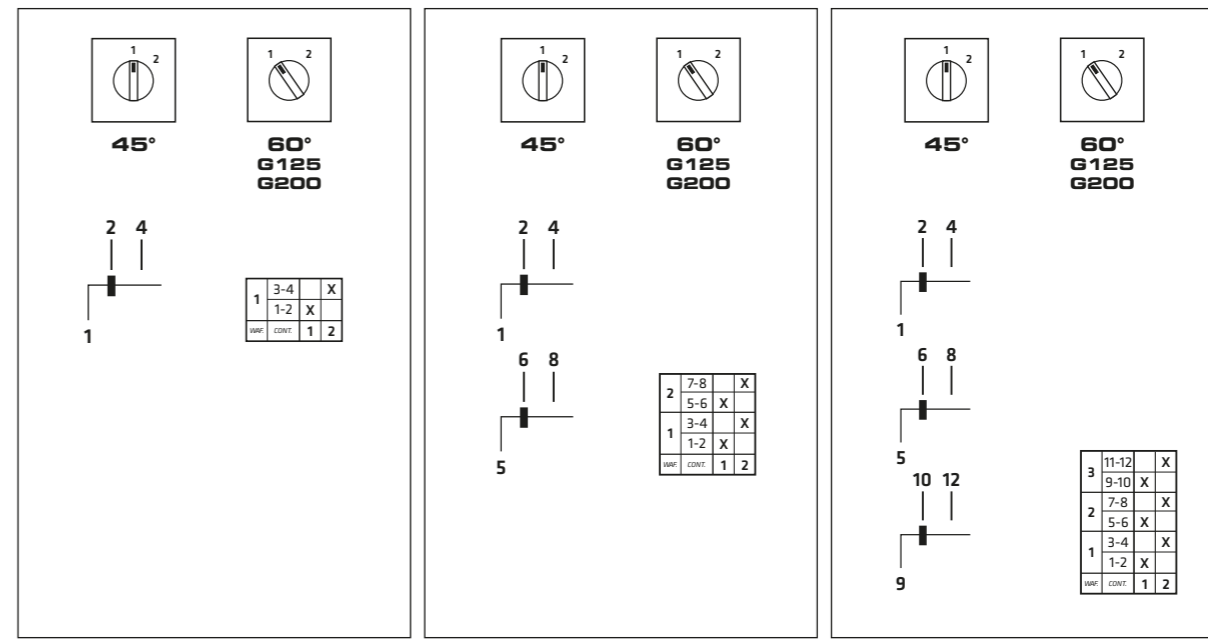 1 2
1 2
45°
60°
G125
G200
2 4
1
1 3-4 X
1-2 X
WAF. CONT. 1 2
1 2
1 2
45°
60°
G125
G200
2 4
1
6 8
5
2 7-8 X
5-6 X
1 3-4 X
1-2 X
WAF. CONT. 1 2
1 2
1 2
45°
60°
G125
G200
2 4
1
6 8
5
10 12
9
3 11-12 X
9-10 X
2 7-8 X
5-6 X
1 3-4 X
1-2 X
WAF. CONT. 1 2